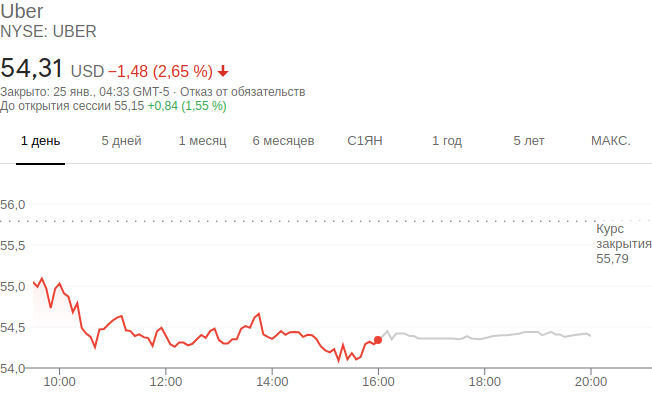 Uber
NYSE: UBER
54,31 USD −1,48 (2,65 %)
Закрыто: 25 янв., 04:33 GMT-5 · Отказ от обязательств
До открытия сессии 55,15 +0,84 (1,55 %)
1 день 5 дней 1 месяц 6 месяцев С1ЯН 1 год 5 лет МАКС.
56,0
Курс
закрытия
55,79
55,5
55,0
54,5
54,0
10:00 12:00 14:00 16:00 18:00 20:00